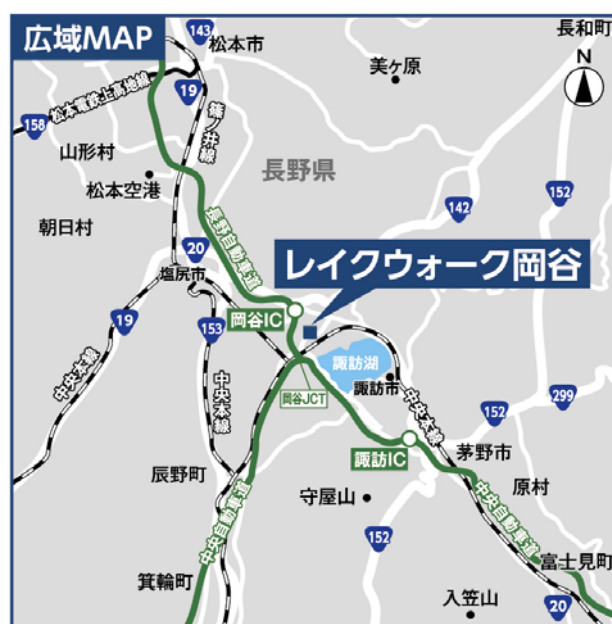 広域MAP
143
松本市
長和町
美ヶ原
N
松本電鉄上高地線
19
158
篠ノ井線
山形村
長野県
松本空港
152
142
朝日村
長野自動車道
20
塩尻市
レイクウォーク岡谷
岡谷IC
19
153
諏訪湖
中央本線
中央本線
岡谷JCT
諏訪市
299
中央本線
152
諏訪IC
茅野市
辰野町
原村
守屋山
中央自動車道
中央自動車道
152
富士見町
箕輪町
入笠山
20